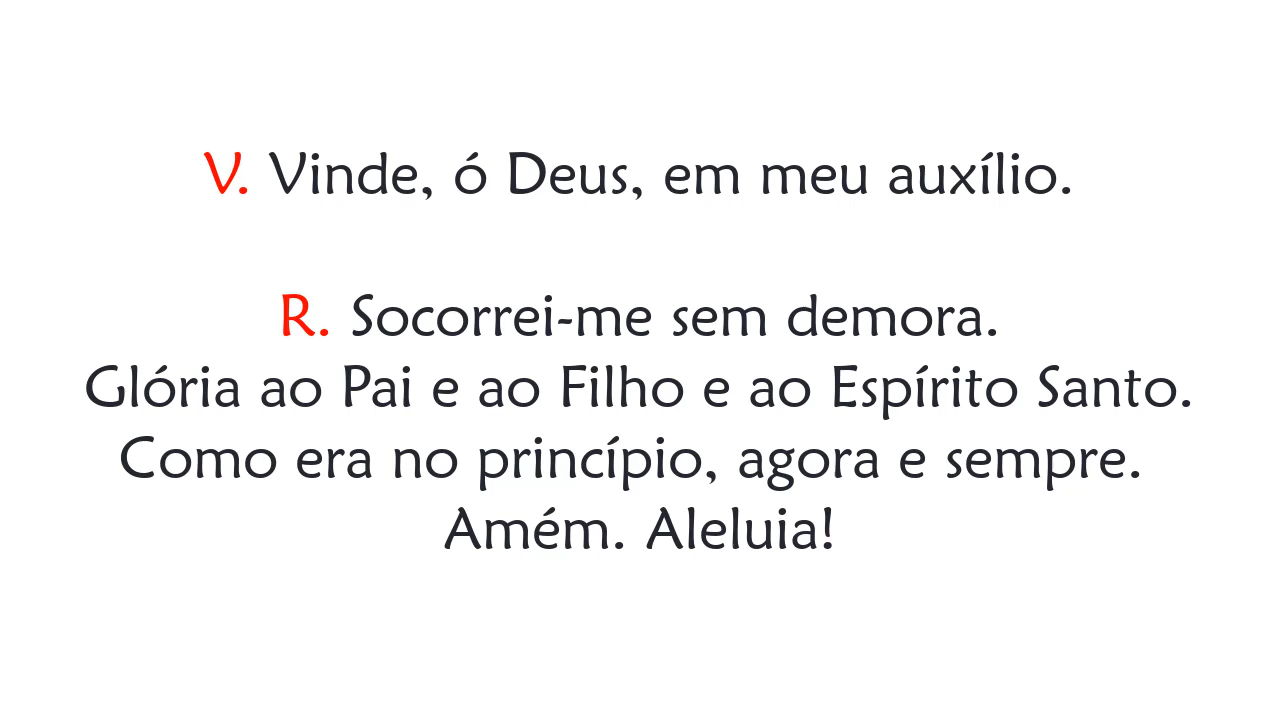 V. Vinde, ó Deus, em meu auxílio.
R. Socorrei-me sem demora.
Glória ao Pai e ao Filho e ao Espírito Santo.
Como era no princípio, agora e sempre.
Amém. Aleluia!